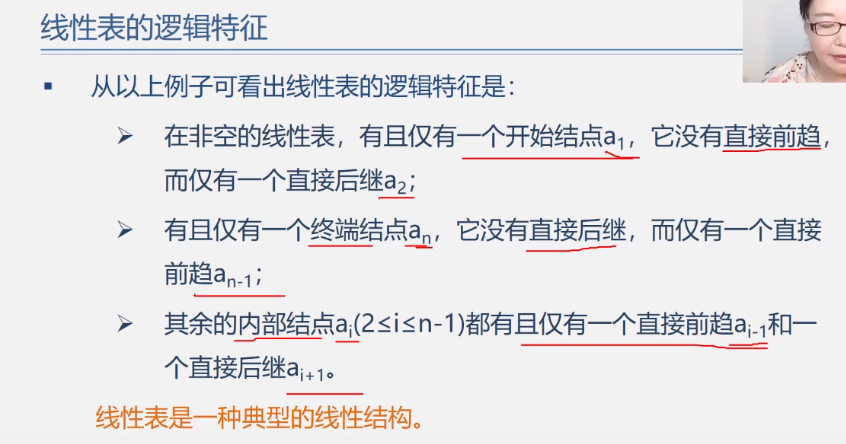 线性表的逻辑特征
▪ 从以上例子可看出线性表的逻辑特征是：
➢ 在非空的线性表，有且仅有一个开始结点a₁，它没有直接前趋，
而仅有一个直接后继a₂；
➢ 有且仅有一个终端结点aₙ，它没有直接后继，而仅有一个直接
前趋aₙ₋₁；
➢ 其余的内部结点aᵢ(2≤i≤n-1)都有且仅有一个直接前趋aᵢ₋₁和一
个直接后继aᵢ₊₁。
线性表是一种典型的线性结构。